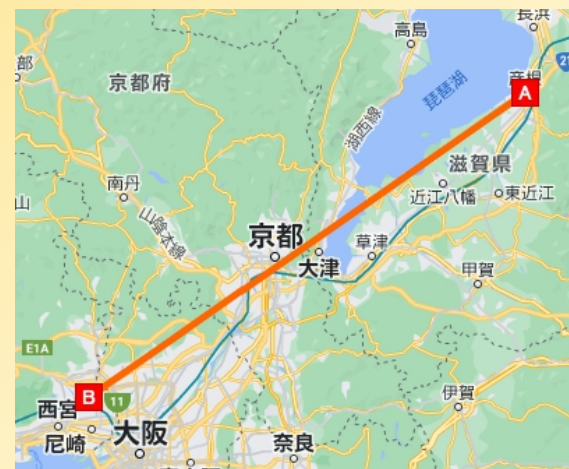 長浜
高島
部
21
京都府
彦根
A
琵琶湖
湖西線
滋賀県
南丹
近江八幡
東近江
山
山陰本線
京都
大津
草津
甲賀
E1A
B
11
西宮
伊賀
尼崎
大阪
奈良